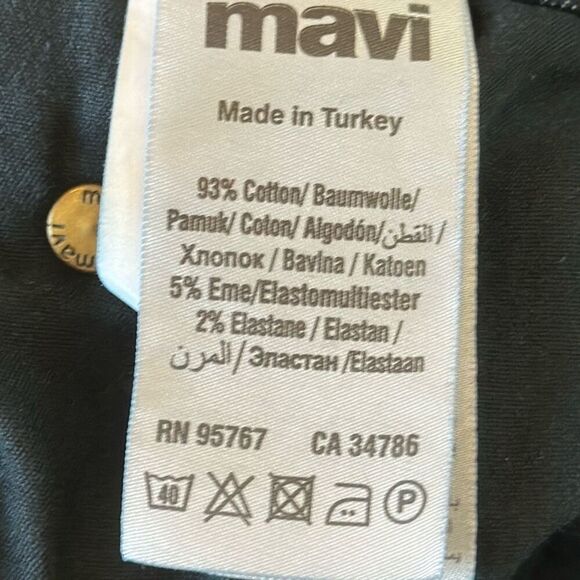 mavi
Made in Turkey
93% Cotton/ Baumwolle/
Pamuk/ Coton/ Algodón/القطن/
Хлопок / Bavlna / Katoen
5% Eme/Elastomultiester
2% Elastane / Elastan /
المرن / Эластан /Elastaan
RN 95767 CA 34786
40 P
mavi